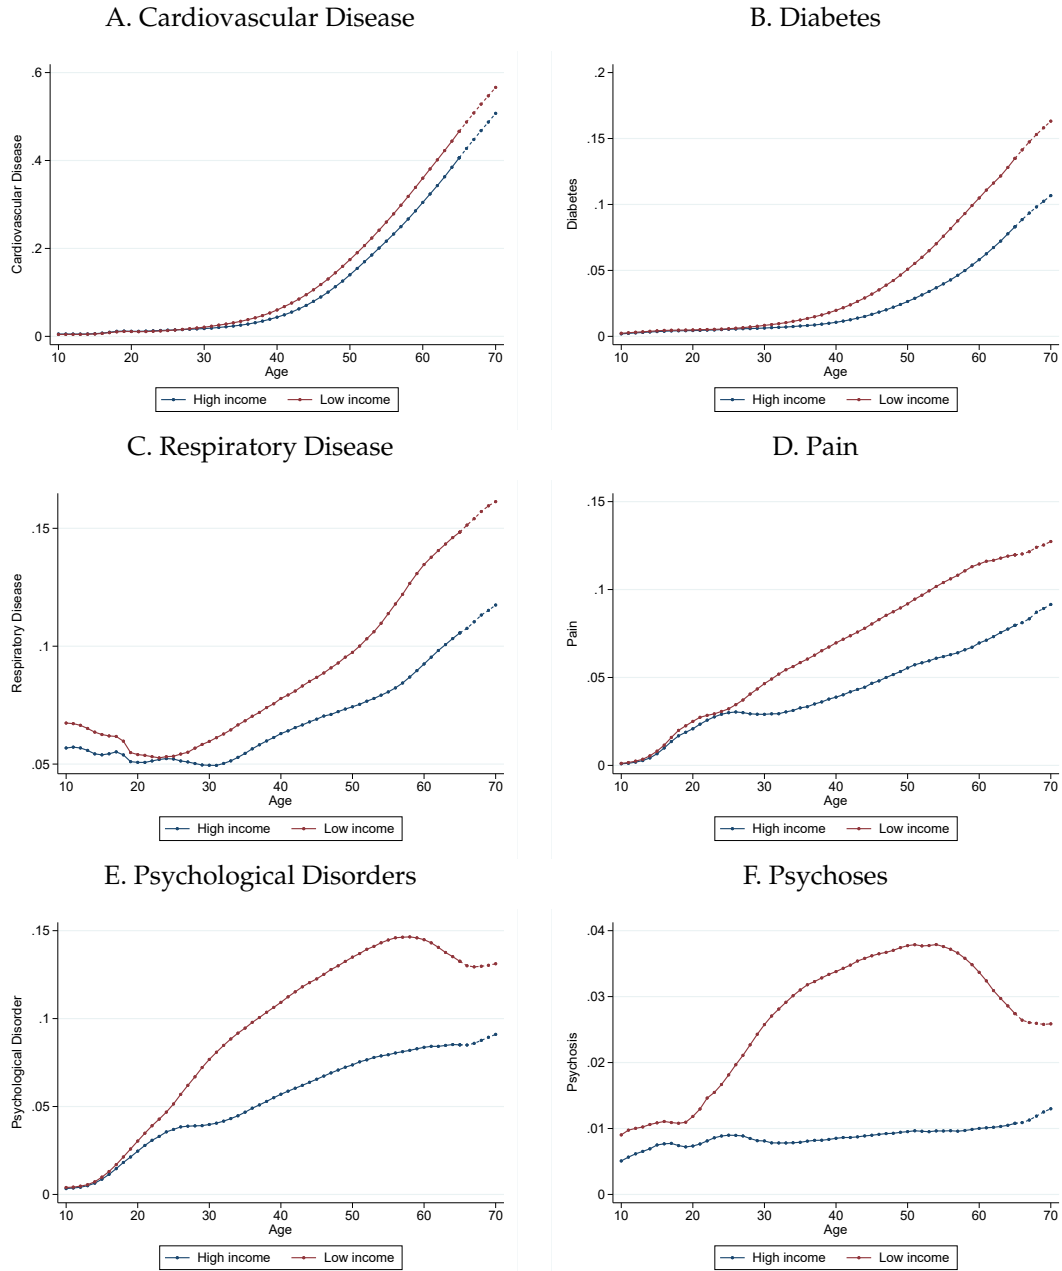 A. Cardiovascular Disease
Cardiovascular Disease
.6
.4
.2
0
10 20 30 40 50 60 70
Age
High income Low income
B. Diabetes
Diabetes
.2
.15
.1
.05
0
10 20 30 40 50 60 70
Age
High income Low income
C. Respiratory Disease
Respiratory Disease
.15
.1
.05
10 20 30 40 50 60 70
Age
High income Low income
D. Pain
Pain
.15
.1
.05
0
10 20 30 40 50 60 70
Age
High income Low income
E. Psychological Disorders
Psychological Disorder
.15
.1
.05
0
10 20 30 40 50 60 70
Age
High income Low income
F. Psychoses
Psychosis
.04
.03
.02
.01
0
10 20 30 40 50 60 70
Age
High income Low income